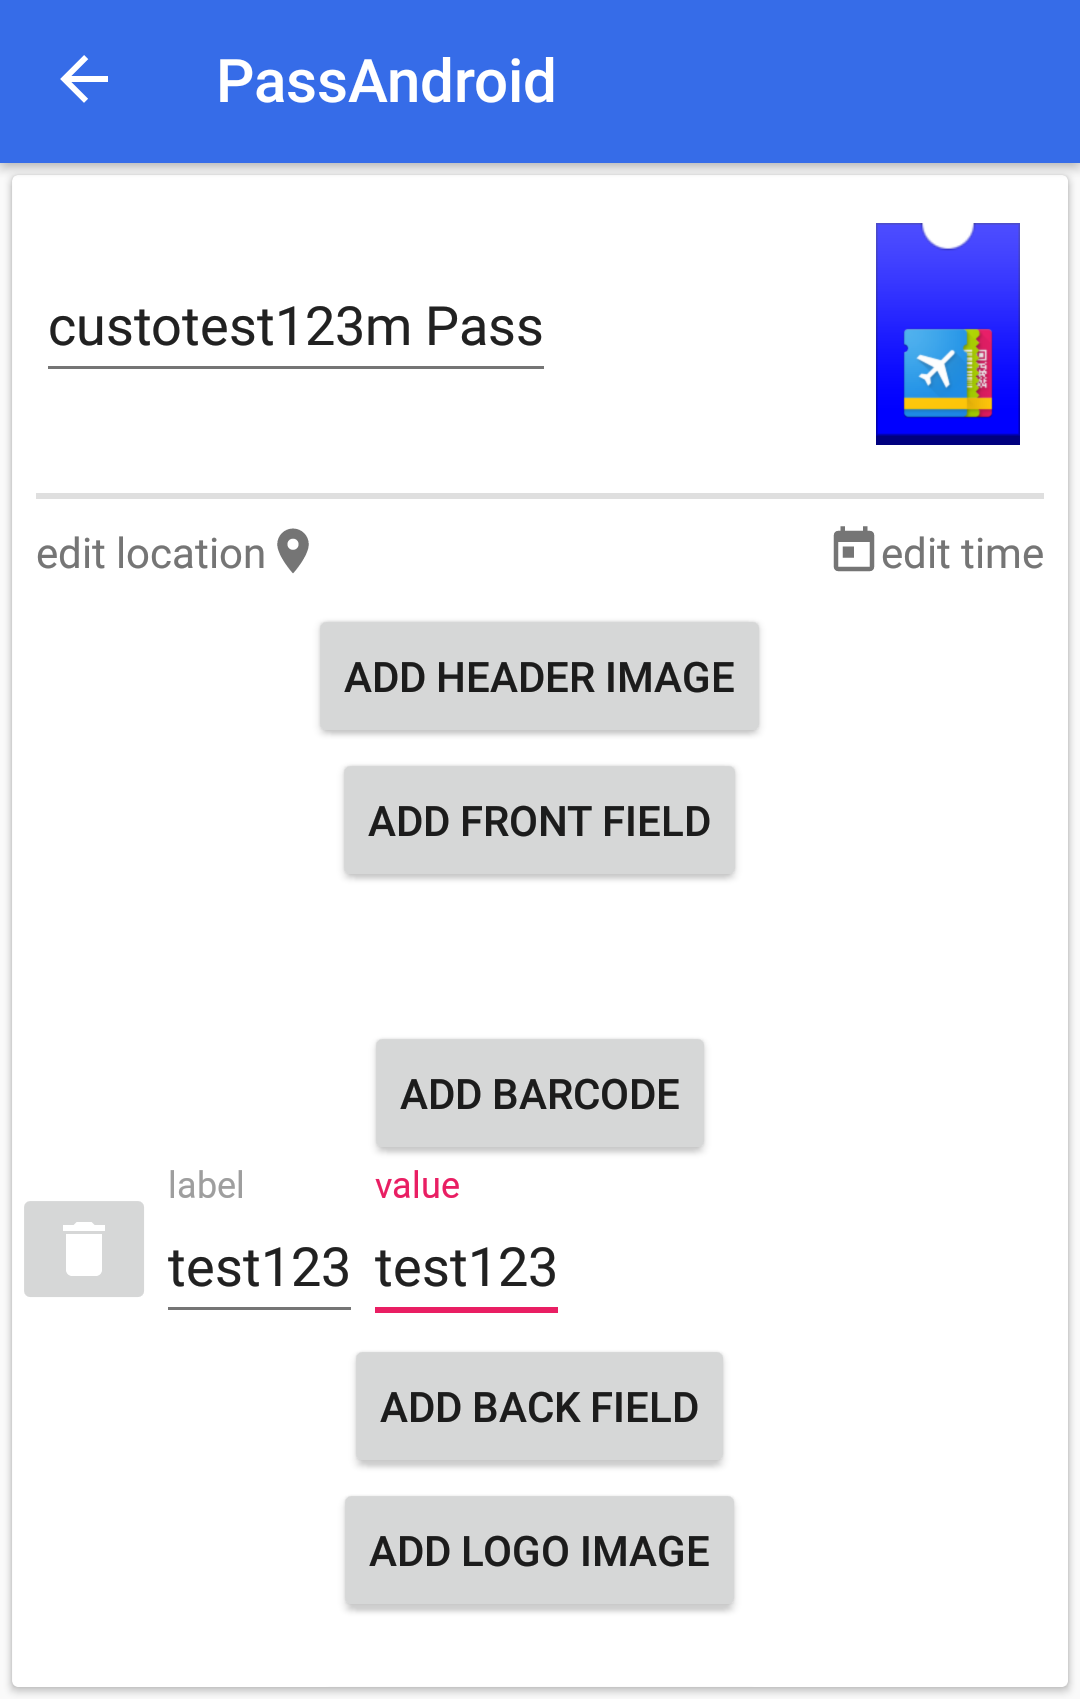 PassAndroid
custotest123m Pass
edit location
edit time
ADD HEADER IMAGE
ADD FRONT FIELD
ADD BARCODE
label value
test123 test123
ADD BACK FIELD
ADD LOGO IMAGE